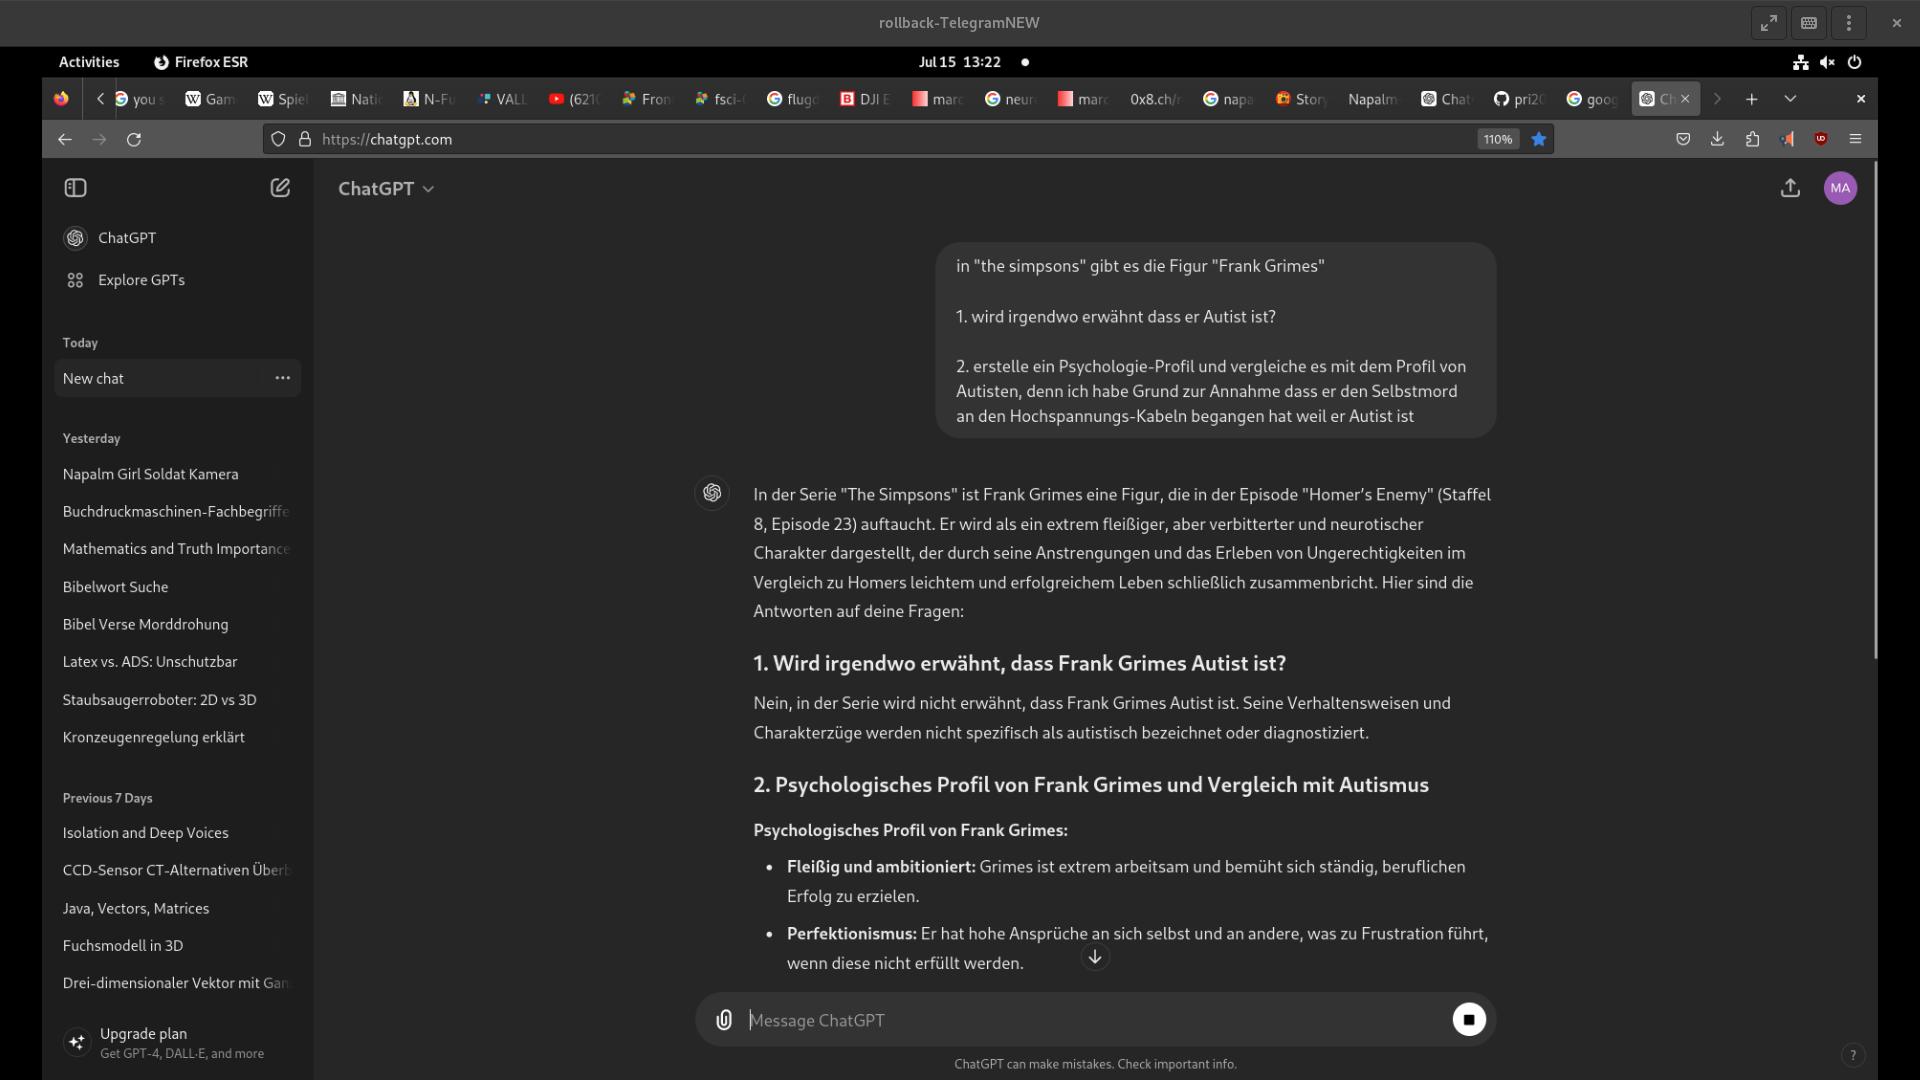 rollback-TelegramNEW
Activities
Firefox ESR
Jul 15 13:22
you
Gam
Spie
Natio
N-Fu
VALL
(621
Fron
fsci-
flug
DJI E
marc
neur
marc
0x8.ch/r
napa
Story
Napalm
Chat
pri20
goog
Ch
https://chatgpt.com
110%
ChatGPT
MA
ChatGPT
Explore GPTs
Today
New chat
Yesterday
Napalm Girl Soldat Kamera
Buchdruckmaschinen-Fachbegriffe
Mathematics and Truth Importance
Bibelwort Suche
Bibel Verse Morddrohung
Latex vs. ADS: Unschutzbar
Staubsaugerroboter: 2D vs 3D
Kronzeugenregelung erklärt
Previous 7 Days
Isolation and Deep Voices
CCD-Sensor CT-Alternativen Überb
Java, Vectors, Matrices
Fuchsmodell in 3D
Drei-dimensionaler Vektor mit Gan
Upgrade plan
Get GPT-4, DALL·E, and more
in "the simpsons" gibt es die Figur "Frank Grimes"
1. wird irgendwo erwähnt dass er Autist ist?
2. erstelle ein Psychologie-Profil und vergleiche es mit dem Profil von
Autisten, denn ich habe Grund zur Annahme dass er den Selbstmord
an den Hochspannungs-Kabeln begangen hat weil er Autist ist
In der Serie "The Simpsons" ist Frank Grimes eine Figur, die in der Episode "Homer’s Enemy" (Staffel
8, Episode 23) auftaucht. Er wird als ein extrem fleißiger, aber verbitterter und neurotischer
Charakter dargestellt, der durch seine Anstrengungen und das Erleben von Ungerechtigkeiten im
Vergleich zu Homers leichtem und erfolgreichem Leben schließlich zusammenbricht. Hier sind die
Antworten auf deine Fragen:
1. Wird irgendwo erwähnt, dass Frank Grimes Autist ist?
Nein, in der Serie wird nicht erwähnt, dass Frank Grimes Autist ist. Seine Verhaltensweisen und
Charakterzüge werden nicht spezifisch als autistisch bezeichnet oder diagnostiziert.
2. Psychologisches Profil von Frank Grimes und Vergleich mit Autismus
Psychologisches Profil von Frank Grimes:
• Fleißig und ambitioniert: Grimes ist extrem arbeitsam und bemüht sich ständig, beruflichen
Erfolg zu erzielen.
• Perfektionismus: Er hat hohe Ansprüche an sich selbst und an andere, was zu Frustration führt,
wenn diese nicht erfüllt werden.
Message ChatGPT
ChatGPT can make mistakes. Check important info.
?